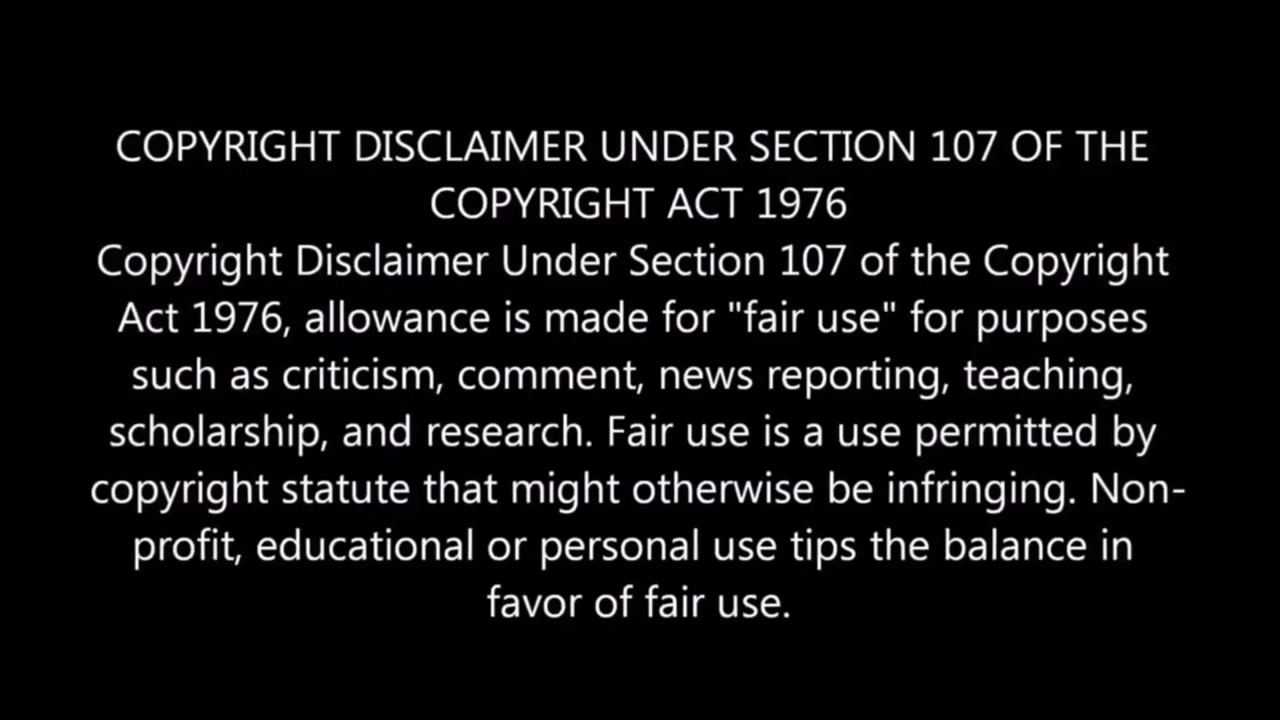 COPYRIGHT DISCLAIMER UNDER SECTION 107 OF THE
COPYRIGHT ACT 1976
Copyright Disclaimer Under Section 107 of the Copyright
Act 1976, allowance is made for "fair use" for purposes
such as criticism, comment, news reporting, teaching,
scholarship, and research. Fair use is a use permitted by
copyright statute that might otherwise be infringing. Non-
profit, educational or personal use tips the balance in
favor of fair use.